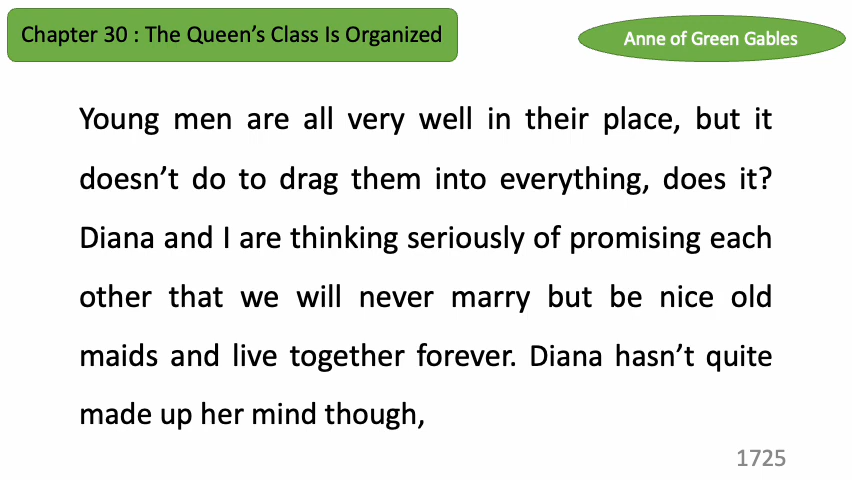 Chapter 30 : The Queen’s Class Is Organized
Anne of Green Gables
Young men are all very well in their place, but it
doesn’t do to drag them into everything, does it?
Diana and I are thinking seriously of promising each
other that we will never marry but be nice old
maids and live together forever. Diana hasn’t quite
made up her mind though,
1725